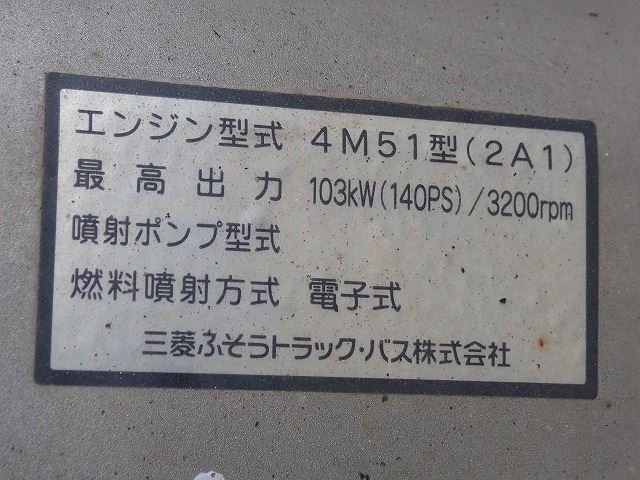 エンジン型式 4M51型(2A1)
最高出力 103kW(140PS)/3200rpm
噴射ポンプ型式
燃料噴射方式 電子式
三菱ふそうトラック・バス株式会社